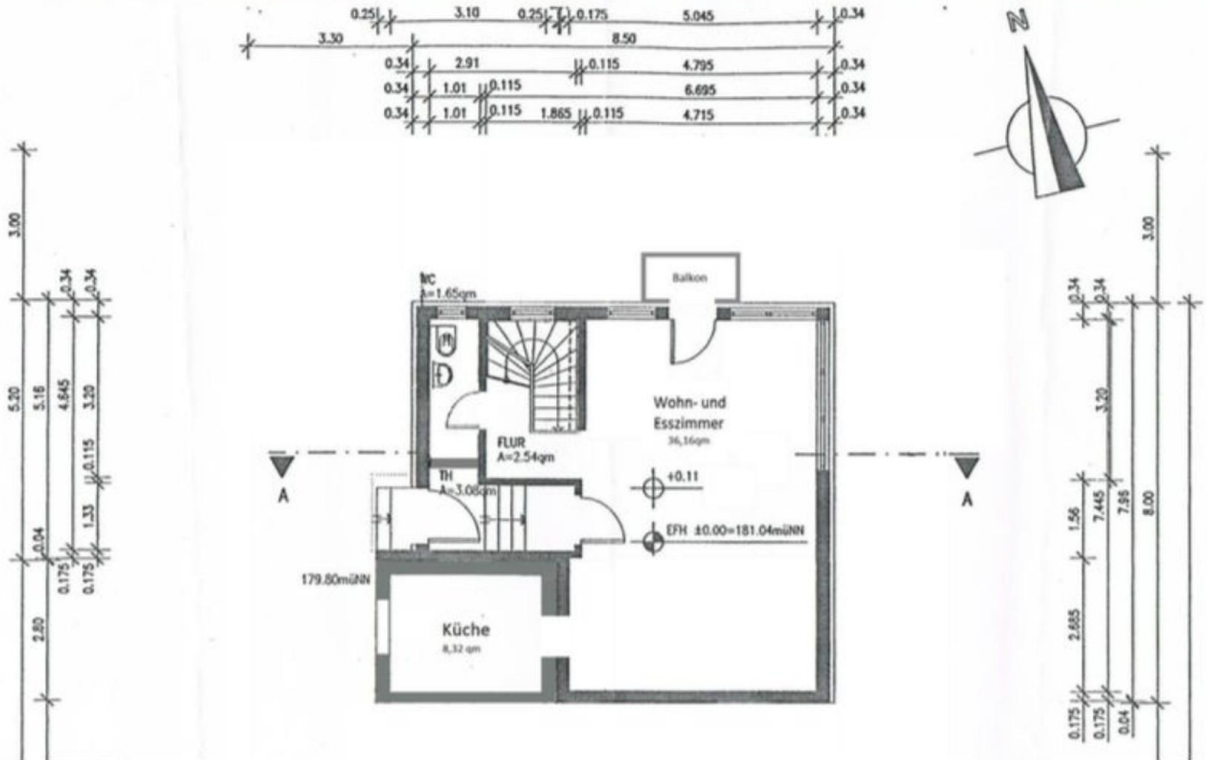 0.25 3.10 0.25 0.175 5.045 0.34
3.30 8.50
0.34 2.91 0.115 4.795 0.34
0.34 1.01 0.115 6.695 0.34
0.34 1.01 0.115 1.865 0.115 4.715 0.34
N
3.00
5.20
5.16
0.04
2.80
0.34
4.645
0.175
0.34
3.20
0.115
1.33
0.175
WC
A=1.65qm
Balkon
Wohn- und
Esszimmer
36,16qm
FLUR
A=2.54qm
TH
A=3.08qm
+0.11
EFH ±0.00=181.04müNN
A
A
179.80müNN
Küche
8,32 qm
0.34
1.56
2.685
0.175
0.34
3.20
7.445
0.175
7.96
0.04
3.00
8.00